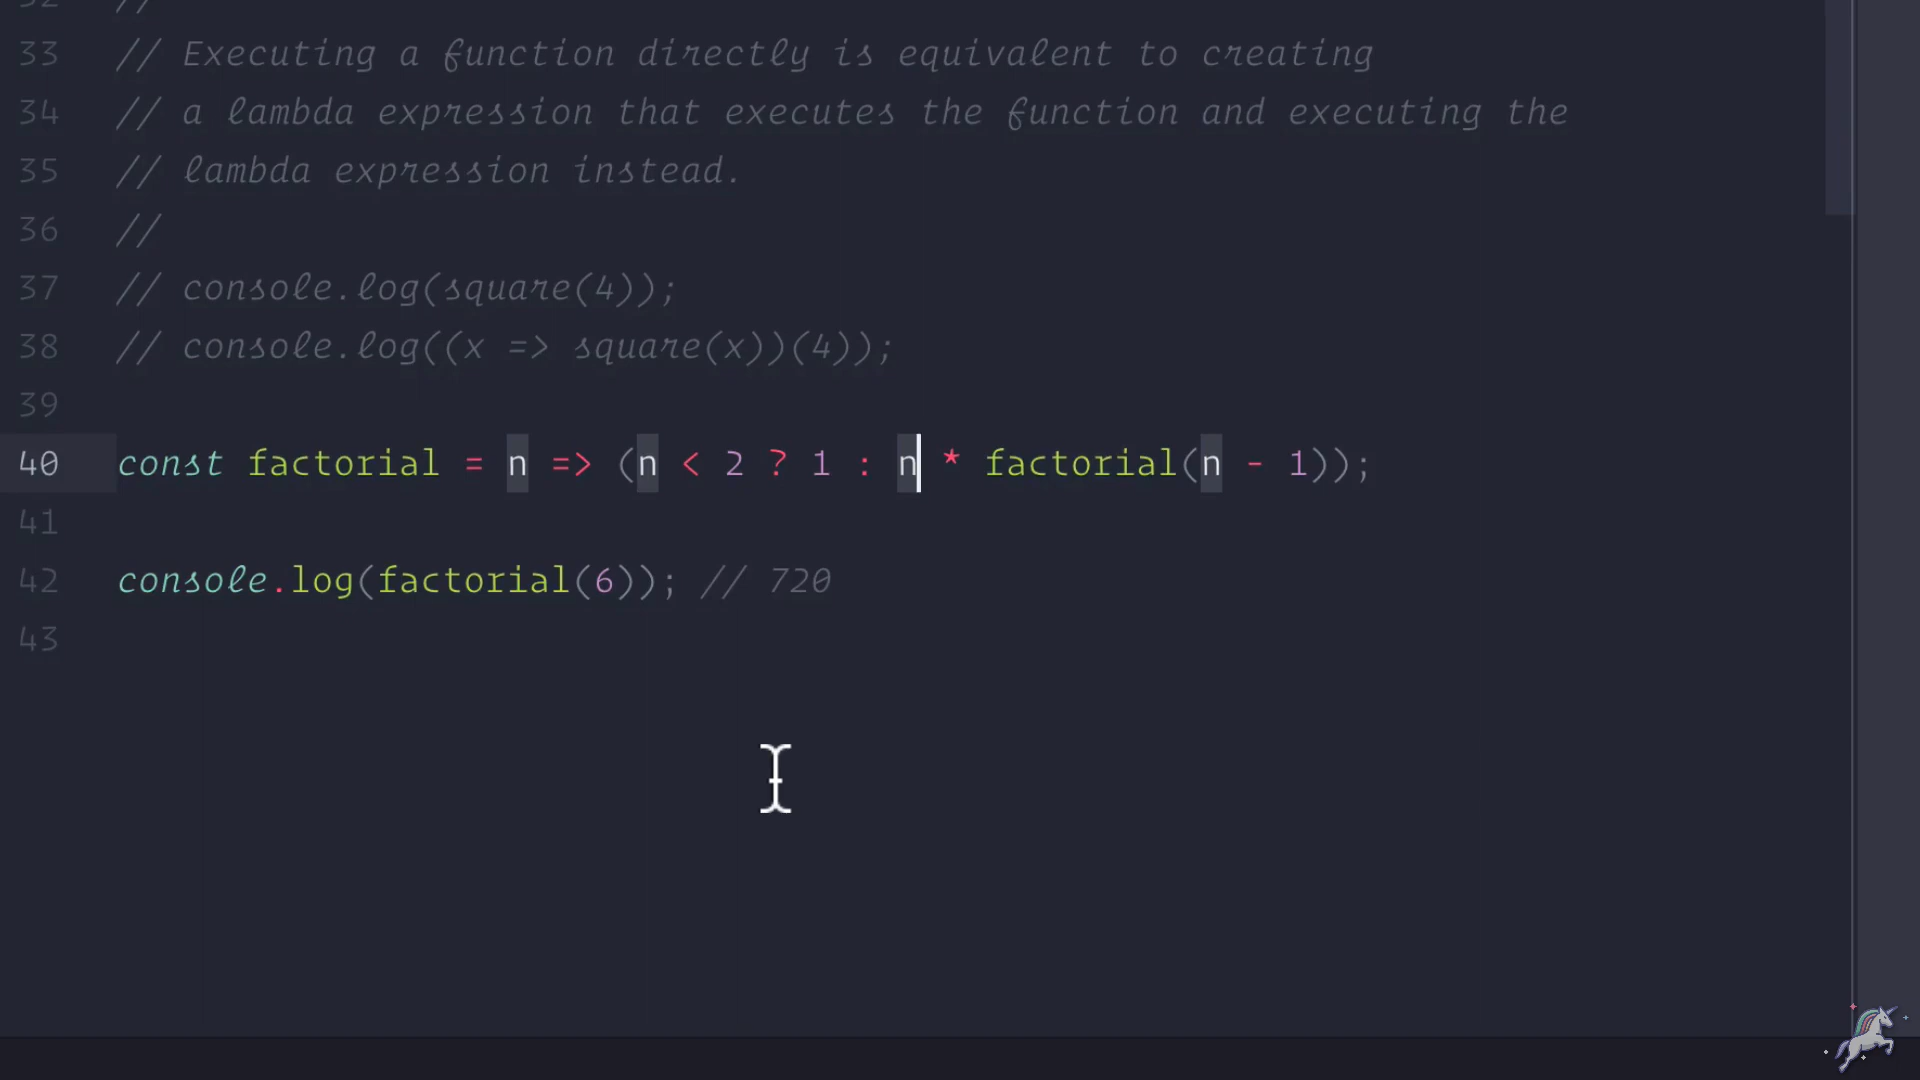 32 //
33 // Executing a function directly is equivalent to creating
34 // a lambda expression that executes the function and executing the
35 // lambda expression instead.
36 //
37 // console.log(square(4));
38 // console.log((x => square(x))(4));
39
40 const factorial = n => (n < 2 ? 1 : n * factorial(n - 1));
41
42 console.log(factorial(6)); // 720
43